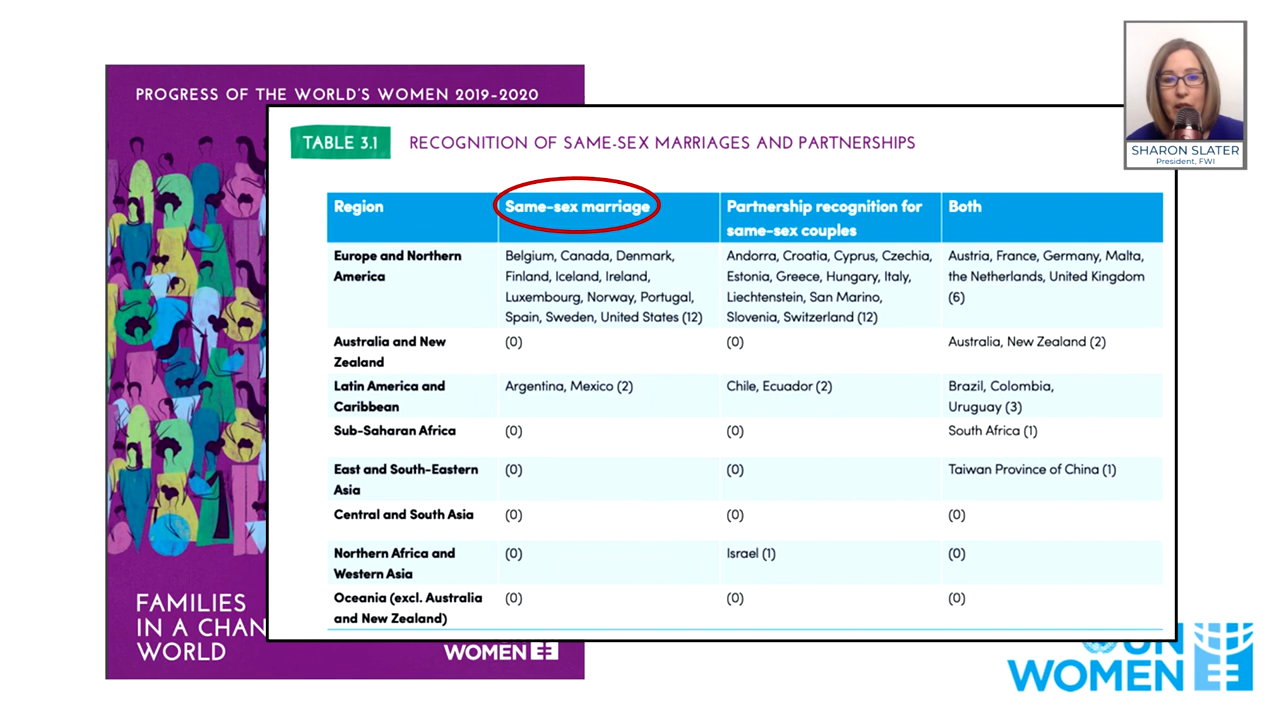 PROGRESS OF THE WORLD'S WOMEN 2019-2020
TABLE 3.1
RECOGNITION OF SAME-SEX MARRIAGES AND PARTNERSHIPS
SHARON SLATER
President, FWI
Region
Same-sex marriage
Partnership recognition for
same-sex couples
Both
Europe and Northern
America
Belgium, Canada, Denmark,
Finland, Iceland, Ireland,
Luxembourg, Norway, Portugal,
Spain, Sweden, United States (12)
Andorra, Croatia, Cyprus, Czechia,
Estonia, Greece, Hungary, Italy,
Liechtenstein, San Marino,
Slovenia, Switzerland (12)
Austria, France, Germany, Malta,
the Netherlands, United Kingdom
(6)
Australia and New
Zealand
(0)
(0)
Australia, New Zealand (2)
Latin America and
Caribbean
Argentina, Mexico (2)
Chile, Ecuador (2)
Brazil, Colombia,
Uruguay (3)
Sub-Saharan Africa
(0)
(0)
South Africa (1)
East and South-Eastern
Asia
(0)
(0)
Taiwan Province of China (1)
Central and South Asia
(0)
(0)
(0)
Northern Africa and
Western Asia
(0)
Israel (1)
(0)
Oceania (excl. Australia
and New Zealand)
(0)
(0)
(0)
FAMILIES
IN A CHAN
WORLD
WOMEN
UN
WOMEN